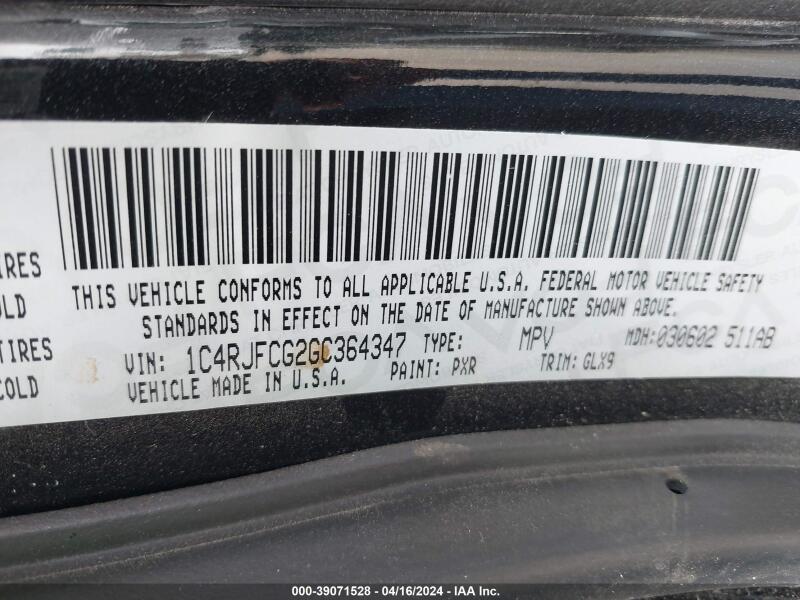 IRES
OLD
TIRES
COLD
THIS VEHICLE CONFORMS TO ALL APPLICABLE U.S.A. FEDERAL MOTOR VEHICLE SAFETY
STANDARDS IN EFFECT ON THE DATE OF MANUFACTURE SHOWN ABOVE.
VIN: 1C4RJFCG2GC364347 TYPE: MPV MDH:030602 511AB
VEHICLE MADE IN U.S.A. PAINT: PXR TRIM: GLX9
000-39071528 - 04/16/2024 - IAA Inc.